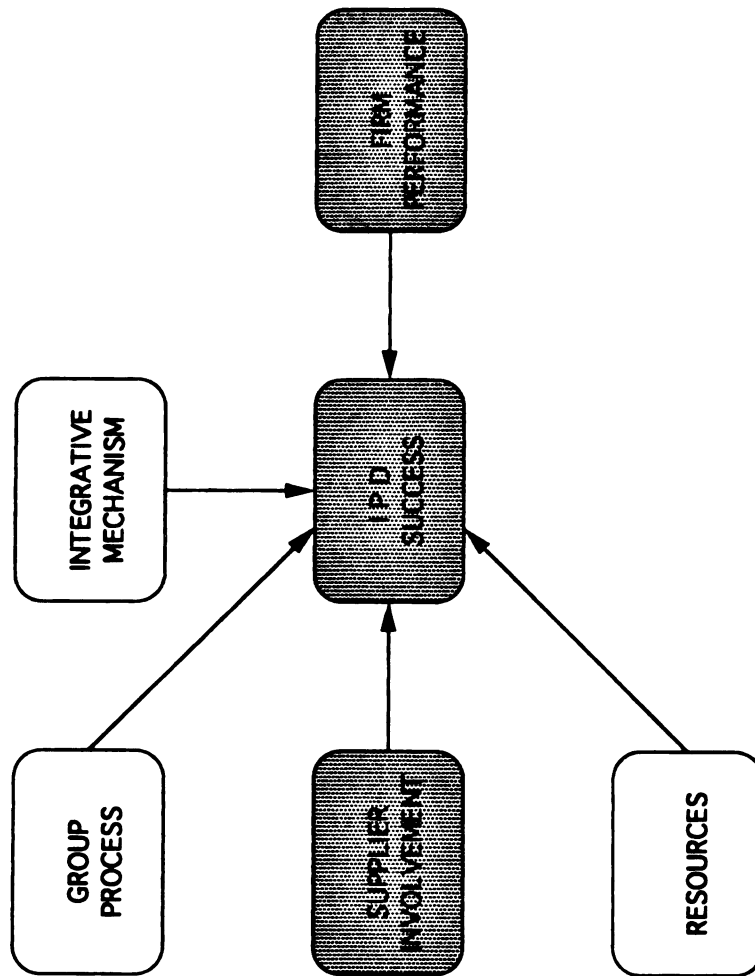 GROUP
PROCESS
INTEGRATIVE
MECHANISM
SUPPLIER
INVOLVEMENT
I P D
SUCCESS
FIRM
PERFORMANCE
RESOURCES